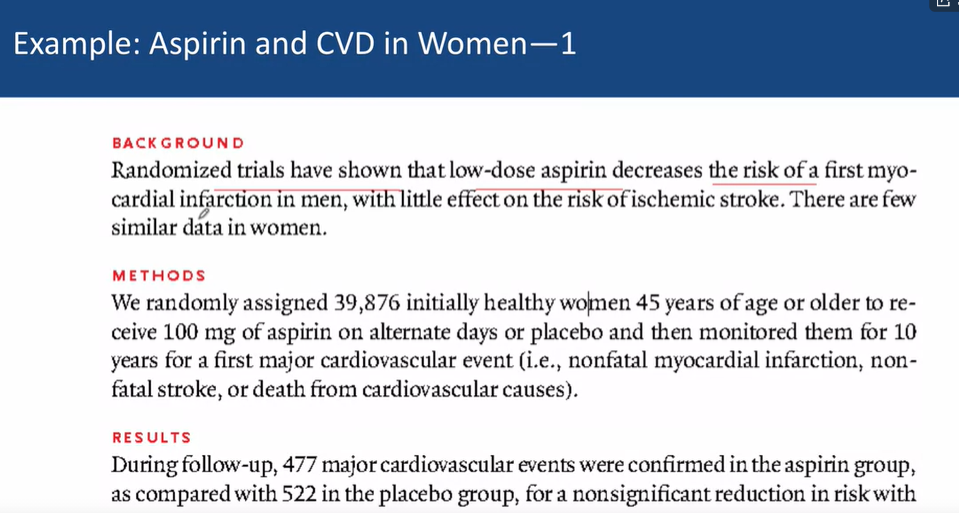 Example: Aspirin and CVD in Women—1
BACKGROUND
Randomized trials have shown that low-dose aspirin decreases the risk of a first myo-
cardial infarction in men, with little effect on the risk of ischemic stroke. There are few
similar data in women.
METHODS
We randomly assigned 39,876 initially healthy women 45 years of age or older to re-
ceive 100 mg of aspirin on alternate days or placebo and then monitored them for 10
years for a first major cardiovascular event (i.e., nonfatal myocardial infarction, non-
fatal stroke, or death from cardiovascular causes).
RESULTS
During follow-up, 477 major cardiovascular events were confirmed in the aspirin group,
as compared with 522 in the placebo group, for a nonsignificant reduction in risk with